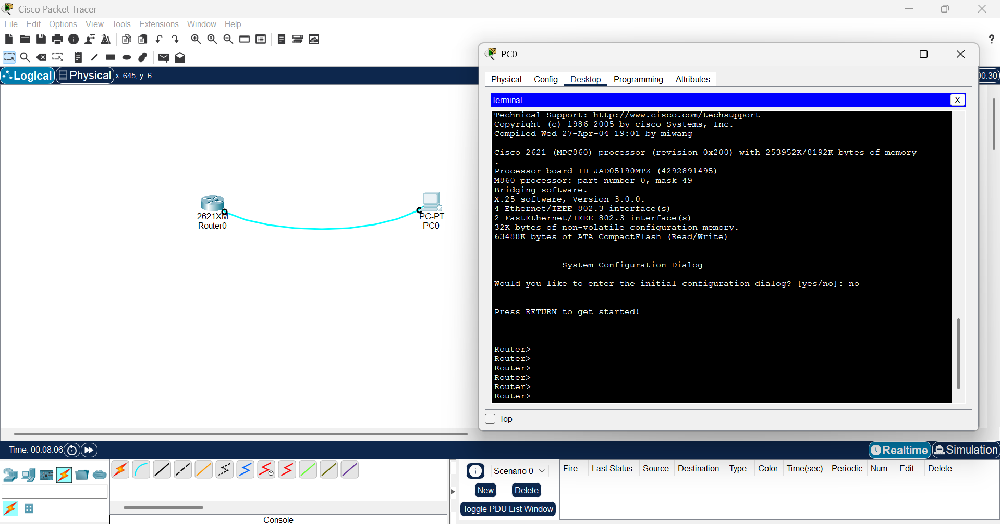 Cisco Packet Tracer
File Edit Options View Tools Extensions Window Help
Logical Physical x: 645, y: 6
00:30
2621XM
Router0
PC-PT
PC0
PC0
Physical Config Desktop Programming Attributes
Terminal X
Technical Support: http://www.cisco.com/techsupport
Copyright (c) 1986-2005 by cisco Systems, Inc.
Compiled Wed 27-Apr-04 19:01 by miwang
Cisco 2621 (MPC860) processor (revision 0x200) with 253952K/8192K bytes of memory
.
Processor board ID JAD05190MTZ (4292891495)
M860 processor: part number 0, mask 49
Bridging software.
X.25 software, Version 3.0.0.
4 Ethernet/IEEE 802.3 interface(s)
2 FastEthernet/IEEE 802.3 interface(s)
32K bytes of non-volatile configuration memory.
63488K bytes of ATA CompactFlash (Read/Write)
--- System Configuration Dialog ---
Would you like to enter the initial configuration dialog? [yes/no]: no
Press RETURN to get started!
Router>
Router>
Router>
Router>
Router>
Router>
Top
Time: 00:08:06
Realtime Simulation
Scenario 0
New Delete
Toggle PDU List Window
Fire Last Status Source Destination Type Color Time(sec) Periodic Num Edit Delete
Console